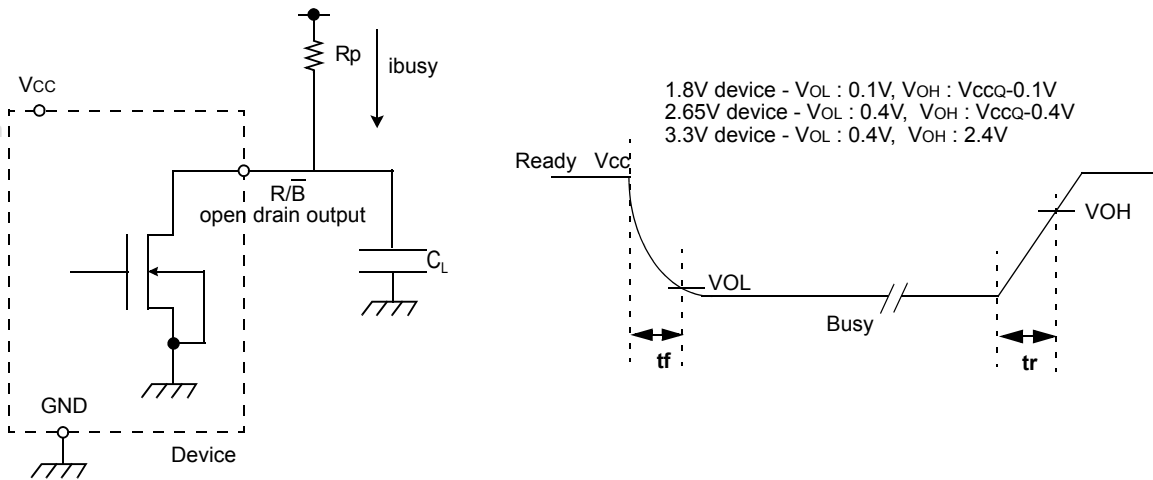 Rp
ibusy
VCC
R/B̅
open drain output
CL
GND
Device
1.8V device - VOL : 0.1V, VOH : VccQ-0.1V
2.65V device - VOL : 0.4V, VOH : VccQ-0.4V
3.3V device - VOL : 0.4V, VOH : 2.4V
Ready Vcc
VOH
VOL
Busy
tf
tr